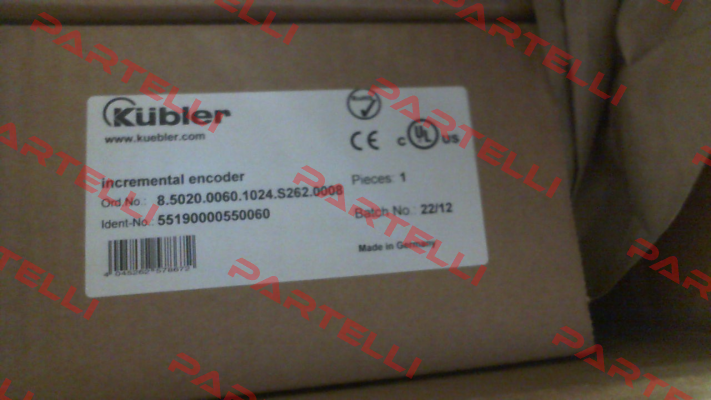 Kübler
www.kuebler.com
CE c UL US
incremental encoder
Pieces: 1
Ord.No.: 8.5020.0060.1024.S262.0008
Ident-No.: 55190000550060
Batch No.: 22/12
Made in Germany
PARTELLI
PARTELLI
PARTELLI
PARTELLI
PARTELLI
PARTELLI
PARTELLI
PARTELLI
PARTELLI